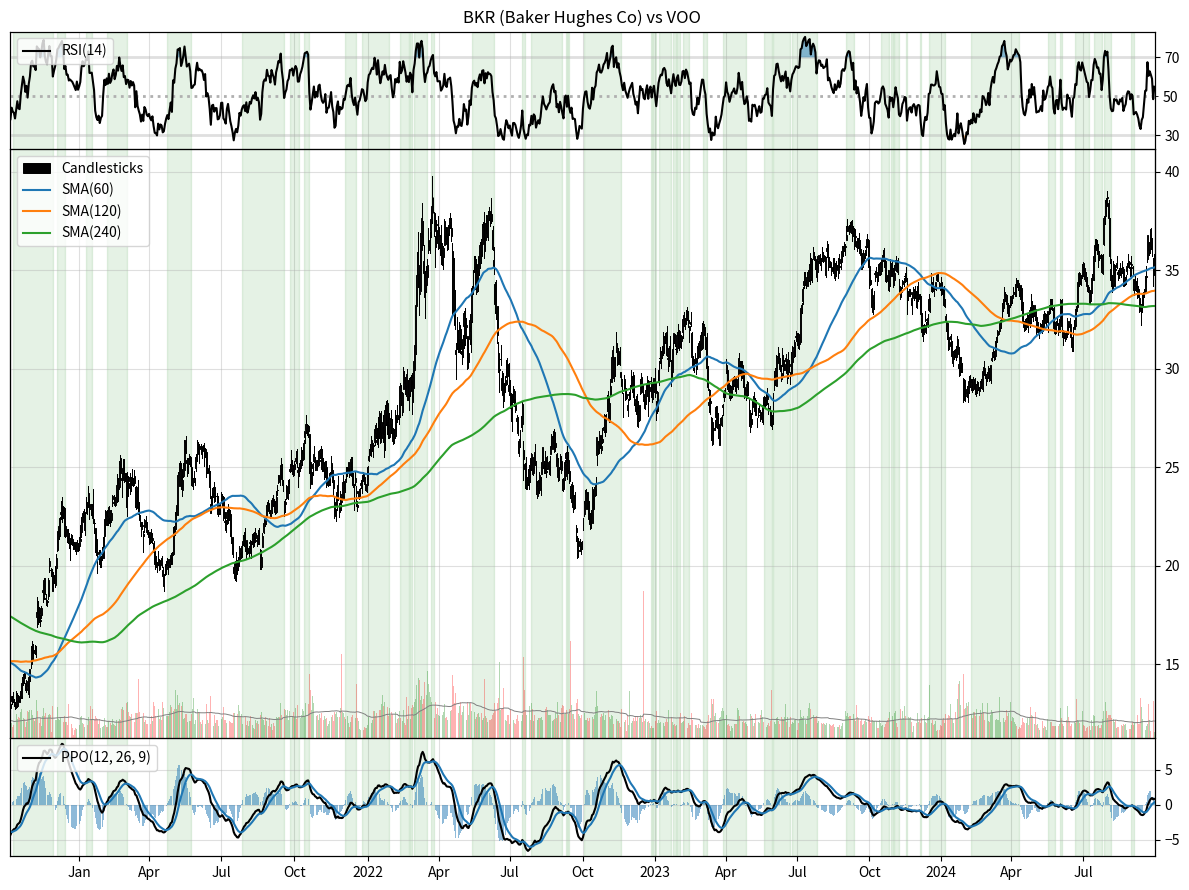 BKR (Baker Hughes Co) vs VOO
RSI(14)
70
50
30
Candlesticks
SMA(60)
SMA(120)
SMA(240)
40
35
30
25
20
15
PPO(12, 26, 9)
5
0
−5
Jan Apr Jul Oct 2022 Apr Jul Oct 2023 Apr Jul Oct 2024 Apr Jul